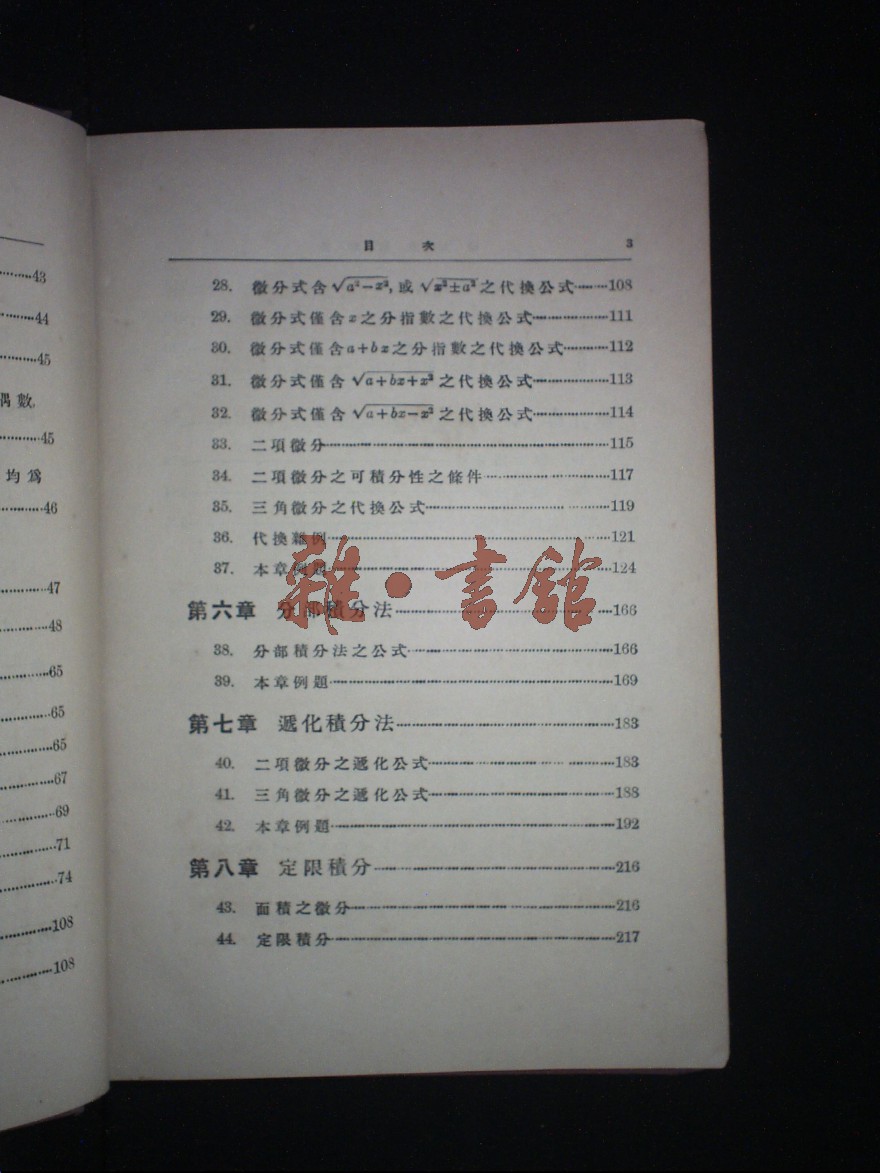 43
44
45
偶數,
45
均爲
46
47
48
65
65
65
67
69
71
74
108
108
目 次 3
28. 微分式含√a²−x², 或 √x²±a² 之代換公式 108
29. 微分式僅含x之分指數之代換公式 111
30. 微分式僅含a+bx之分指數之代換公式 112
31. 微分式僅含 √a+bx+x² 之代換公式 113
32. 微分式僅含 √a+bx−x² 之代換公式 114
33. 二項微分 115
34. 二項微分之可積分性之條件 117
35. 三角微分之代換公式 119
36. 代換雜例 121
37. 本章例題 124
第六章 分部積分法 166
38. 分部積分法之公式 166
39. 本章例題 169
第七章 遞化積分法 183
40. 二項微分之遞化公式 183
41. 三角微分之遞化公式 188
42. 本章例題 192
第八章 定限積分 216
43. 面積之微分 216
44. 定限積分 217
雜·書館